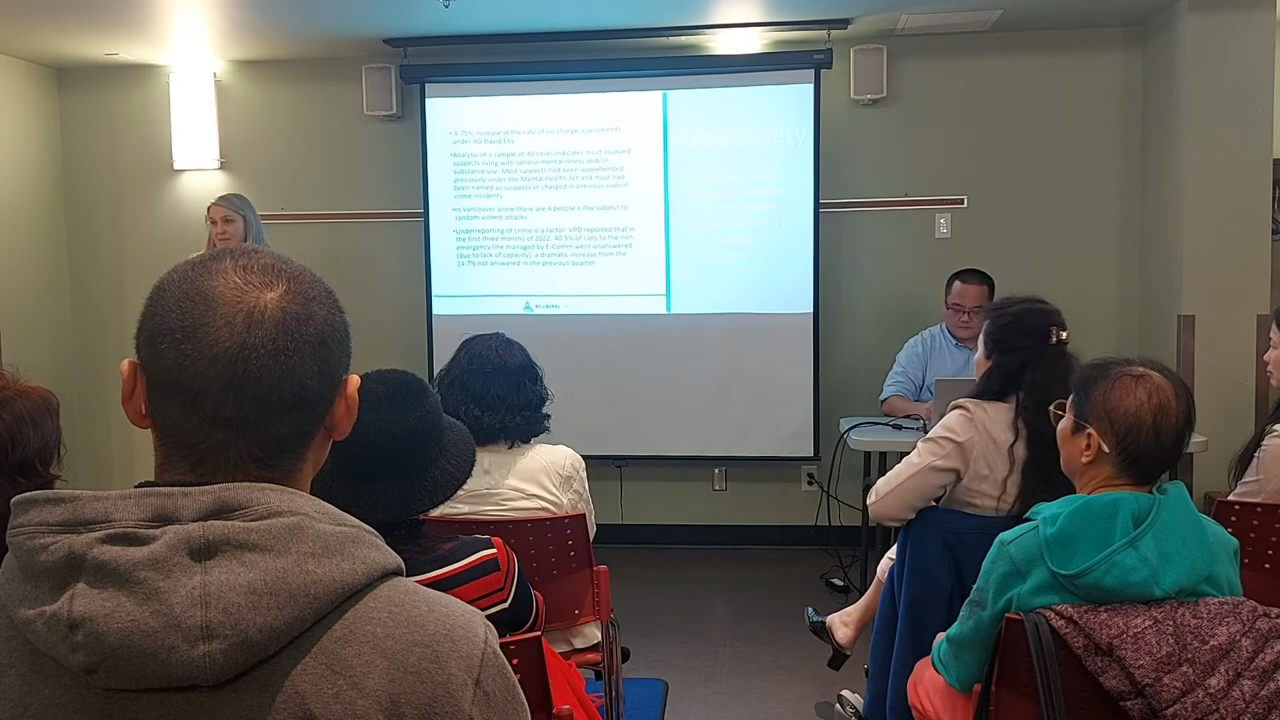 • A 75% increase in the rate of no charge assessments
under AG David Eby
•Analysis of a sample of 40 cases indicates most involved
suspects living with serious mental illness and/or
substance use. Most suspects had been apprehended
previously under the Mental Health Act and most had
been named as suspects or charged in previous violent
crime incidents
•In Vancouver alone there are 4 people a day subject to
random violent attacks
•Underreporting of crime is a factor: VPD reported that in
the first three months of 2022, 40.5% of calls to the non
emergency line managed by E-Comm went unanswered
(due to lack of capacity), a dramatic increase from the
24.7% not answered in the previous quarter
BC LIBERAL